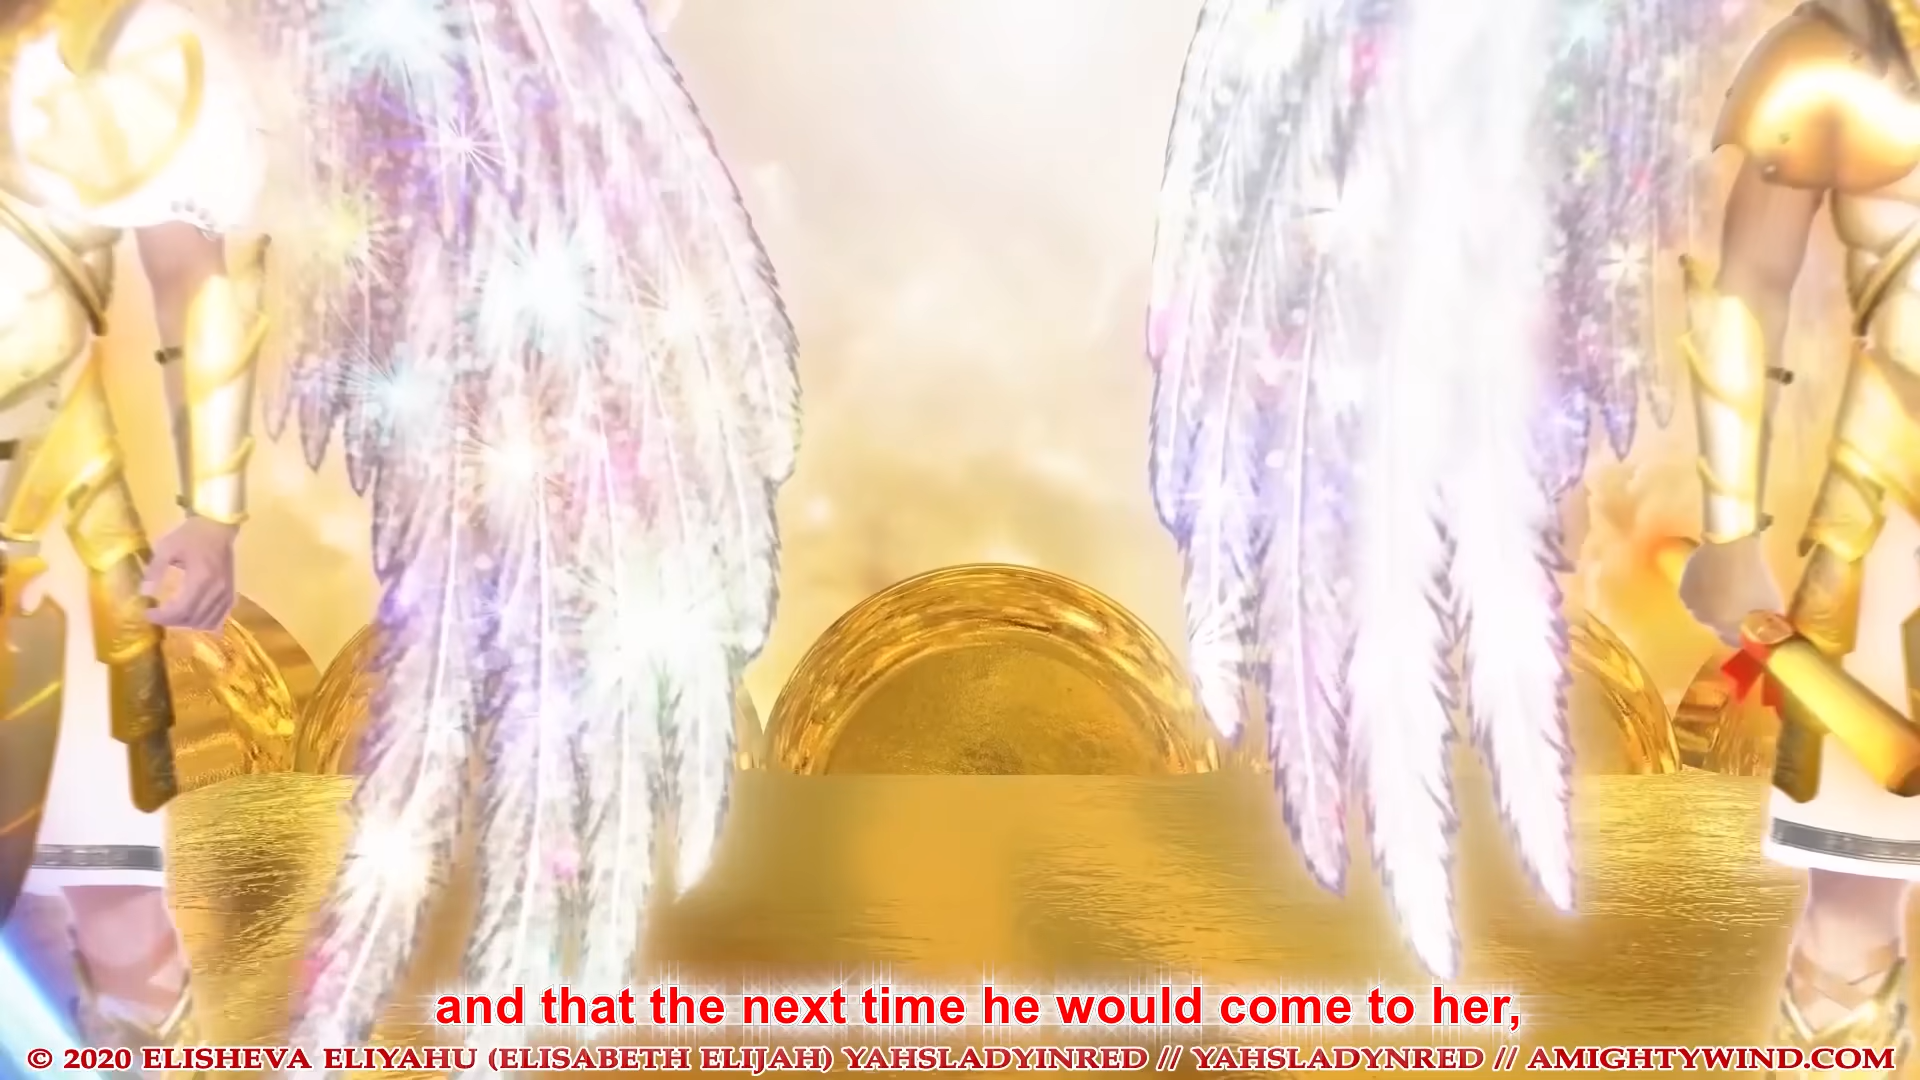 and that the next time he would come to her,
© 2020 ELISHEVA ELIYAHU (ELISABETH ELIJAH) YAHSLADYINRED // YAHSLADYNRED // AMIGHTYWIND.COM